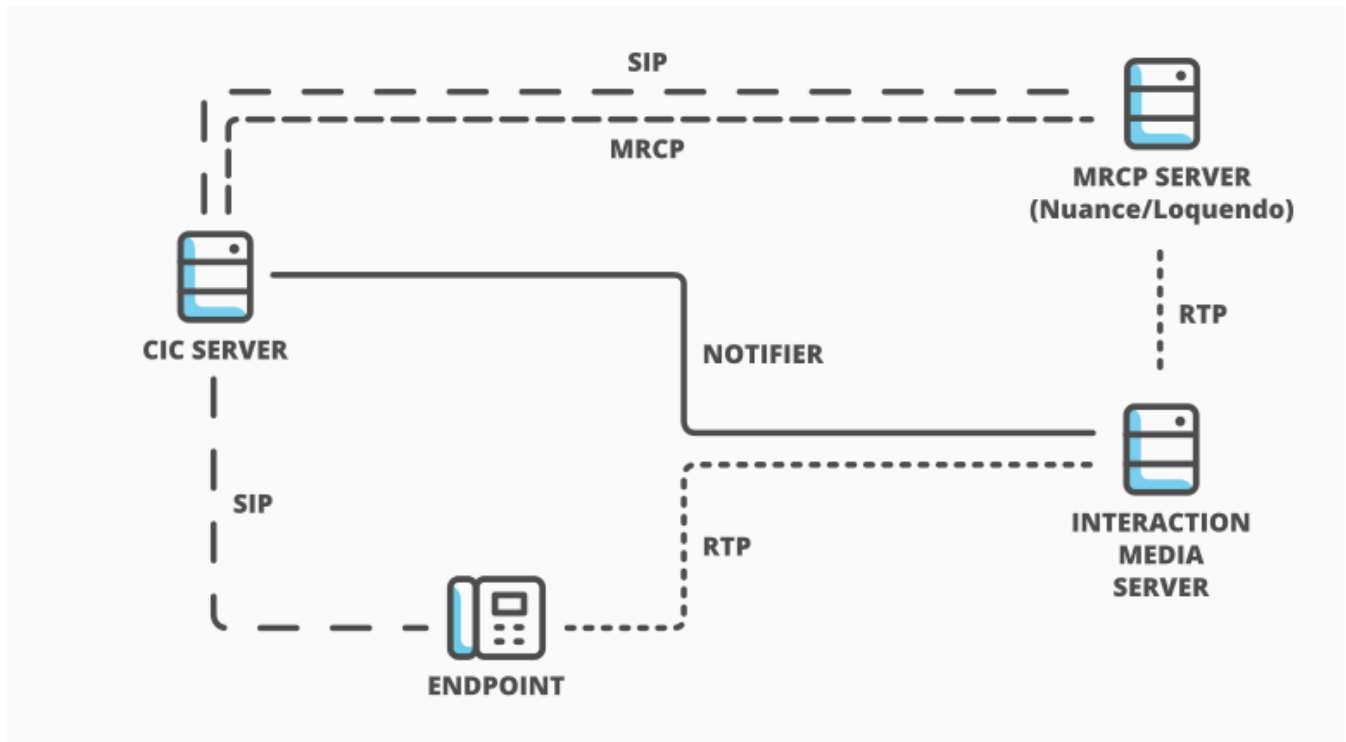 SIP
MRCP
MRCP SERVER
(Nuance/Loquendo)
CIC SERVER
RTP
NOTIFIER
SIP
RTP
INTERACTION
MEDIA
SERVER
ENDPOINT